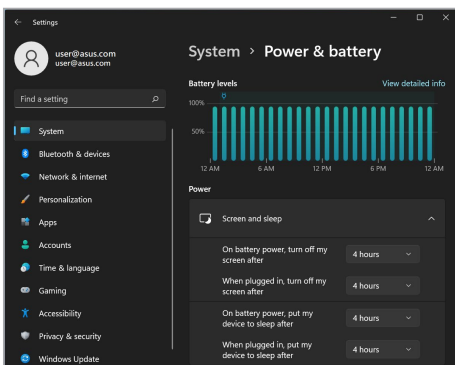 Settings
user@asus.com
user@asus.com
Find a setting
System
Bluetooth & devices
Network & internet
Personalization
Apps
Accounts
Time & language
Gaming
Accessibility
Privacy & security
Windows Update
System > Power & battery
Battery levels
View detailed info
100%
50%
12 AM 6 AM 12 PM 6 PM 12 AM
Power
Screen and sleep
On battery power, turn off my
screen after
4 hours
When plugged in, turn off my
screen after
4 hours
On battery power, put my
device to sleep after
4 hours
When plugged in, put my
device to sleep after
4 hours